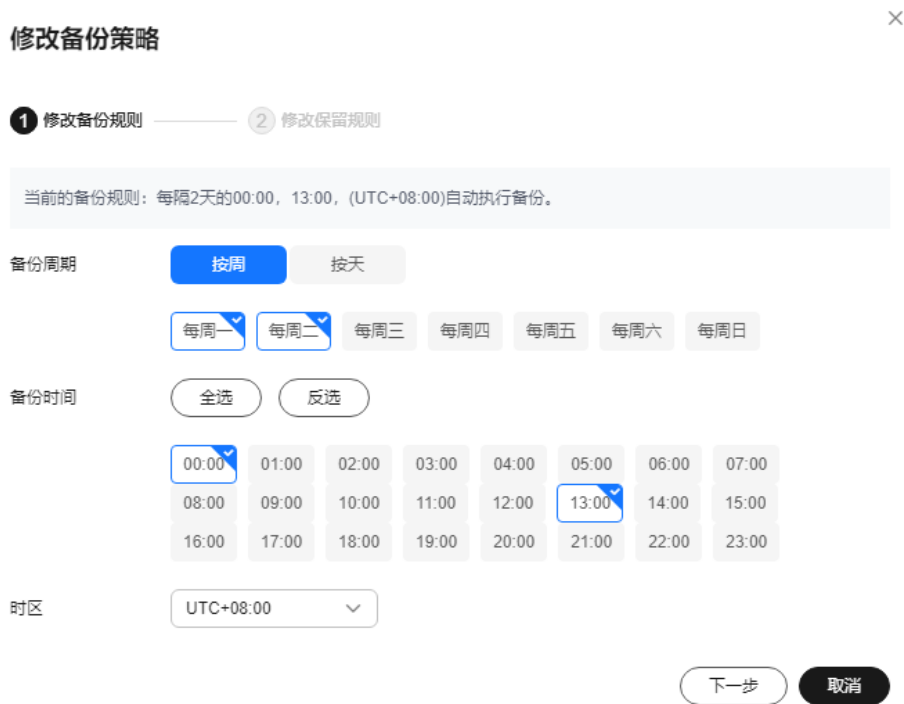 修改备份策略
1 修改备份规则 2 修改保留规则
当前的备份规则：每隔2天的00:00，13:00，(UTC+08:00)自动执行备份。
备份周期 按周 按天
每周一 每周二 每周三 每周四 每周五 每周六 每周日
备份时间 全选 反选
00:00 01:00 02:00 03:00 04:00 05:00 06:00 07:00
08:00 09:00 10:00 11:00 12:00 13:00 14:00 15:00
16:00 17:00 18:00 19:00 20:00 21:00 22:00 23:00
时区 UTC+08:00
下一步 取消